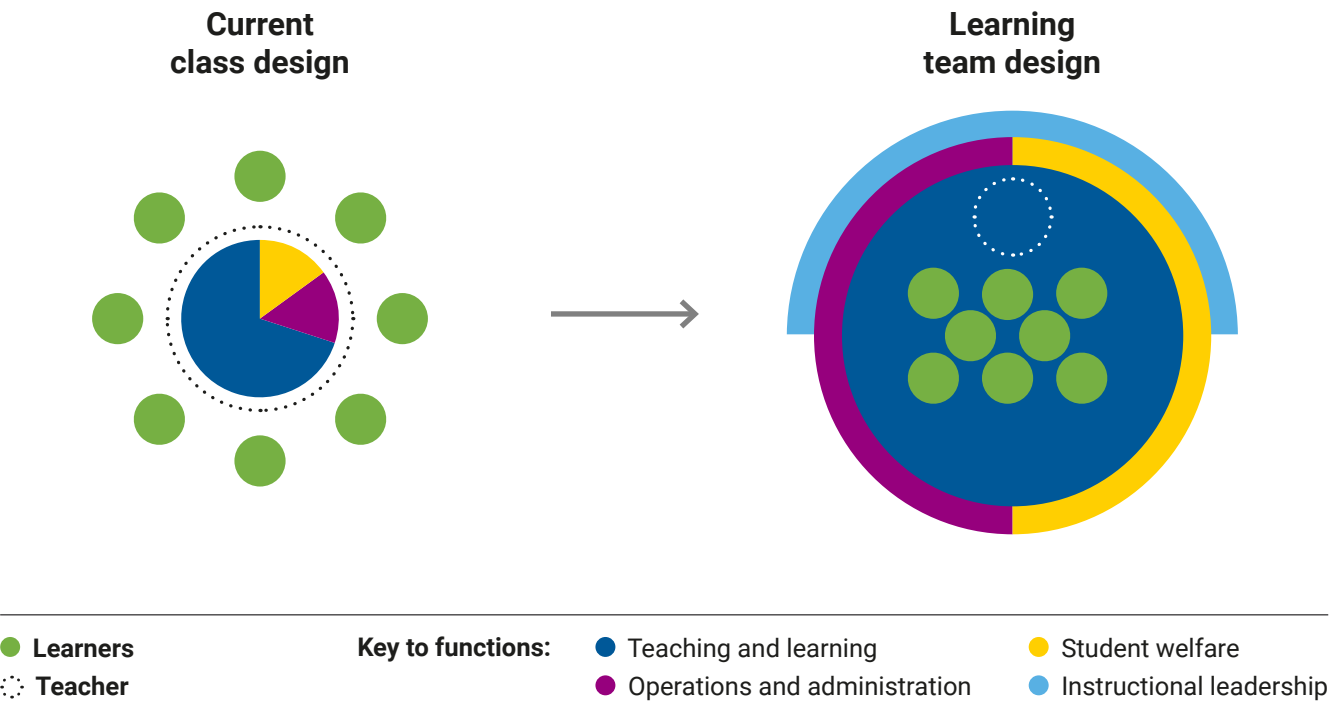 Current
class design
Learning
team design
Learners
Teacher
Key to functions:
Teaching and learning
Operations and administration
Student welfare
Instructional leadership